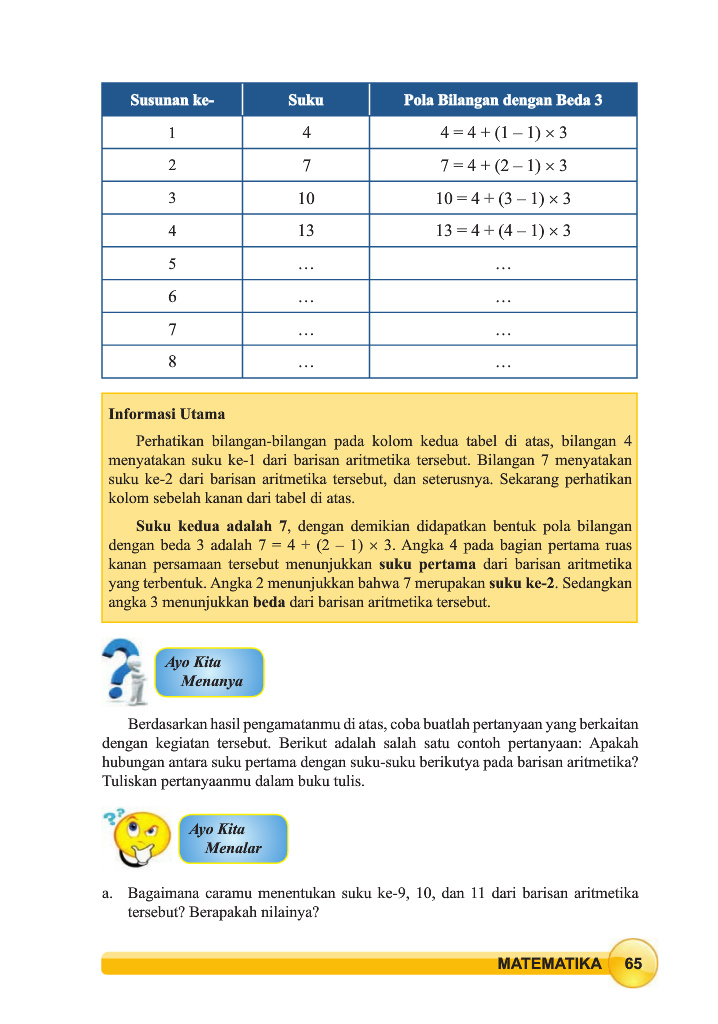 Susunan ke- Suku Pola Bilangan dengan Beda 3
1 4 4 = 4 + (1 – 1) × 3
2 7 7 = 4 + (2 – 1) × 3
3 10 10 = 4 + (3 – 1) × 3
4 13 13 = 4 + (4 – 1) × 3
5 … …
6 … …
7 … …
8 … …
Informasi Utama
Perhatikan bilangan-bilangan pada kolom kedua tabel di atas, bilangan 4
menyatakan suku ke-1 dari barisan aritmetika tersebut. Bilangan 7 menyatakan
suku ke-2 dari barisan aritmetika tersebut, dan seterusnya. Sekarang perhatikan
kolom sebelah kanan dari tabel di atas.
Suku kedua adalah 7, dengan demikian didapatkan bentuk pola bilangan
dengan beda 3 adalah 7 = 4 + (2 – 1) × 3. Angka 4 pada bagian pertama ruas
kanan persamaan tersebut menunjukkan suku pertama dari barisan aritmetika
yang terbentuk. Angka 2 menunjukkan bahwa 7 merupakan suku ke-2. Sedangkan
angka 3 menunjukkan beda dari barisan aritmetika tersebut.
?
Ayo Kita
Menanya
Berdasarkan hasil pengamatanmu di atas, coba buatlah pertanyaan yang berkaitan
dengan kegiatan tersebut. Berikut adalah salah satu contoh pertanyaan: Apakah
hubungan antara suku pertama dengan suku-suku berikutya pada barisan aritmetika?
Tuliskan pertanyaanmu dalam buku tulis.
??
Ayo Kita
Menalar
a. Bagaimana caramu menentukan suku ke-9, 10, dan 11 dari barisan aritmetika
tersebut? Berapakah nilainya?
MATEMATIKA 65